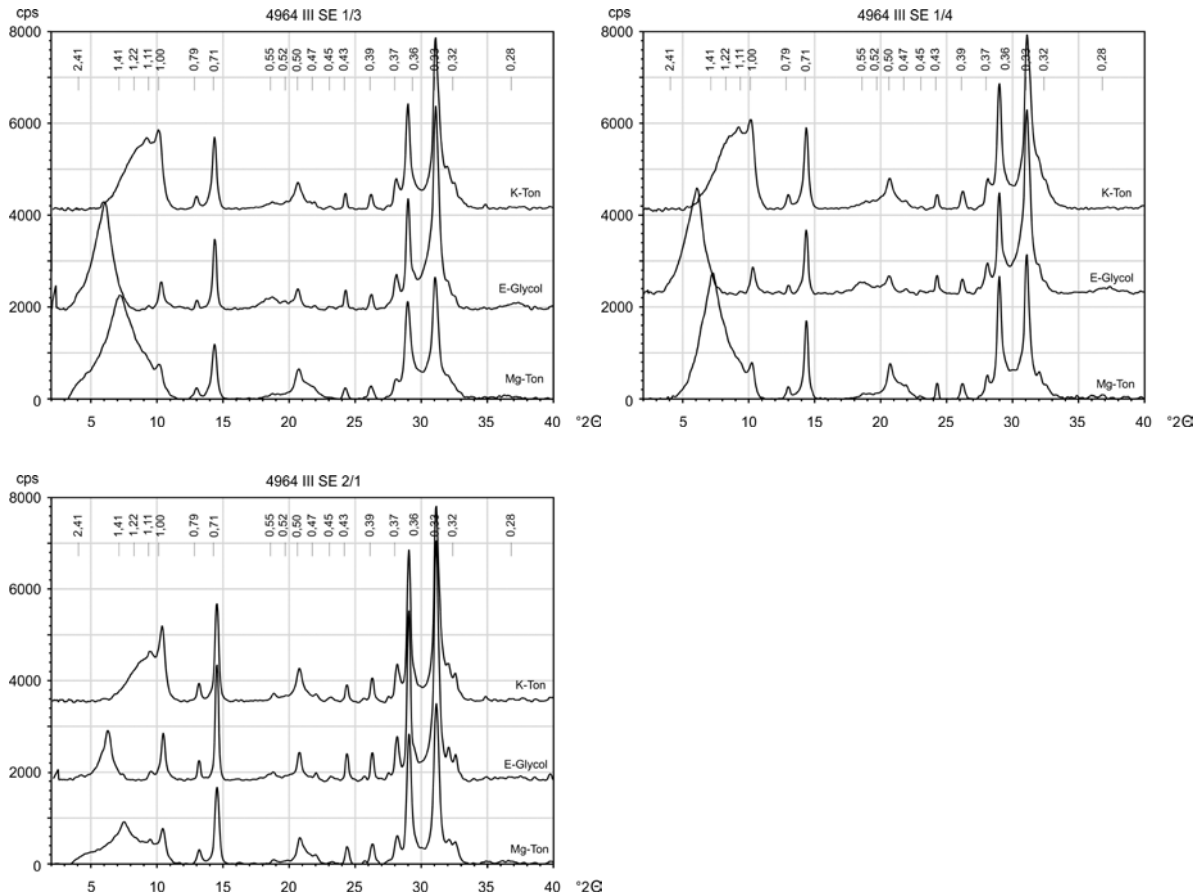 cps
4964 III SE 1/3
2,41 1,41 1,22 1,11 1,00 0,79 0,71 0,55 0,52 0,50 0,47 0,45 0,43 0,39 0,37 0,36 0,33 0,32 0,28
8000
6000
4000
2000
0
K-Ton
E-Glycol
Mg-Ton
5 10 15 20 25 30 35 40 °2Θ
4964 III SE 1/4
2,41 1,41 1,22 1,11 1,00 0,79 0,71 0,55 0,52 0,50 0,47 0,45 0,43 0,39 0,37 0,36 0,33 0,32 0,28
8000
6000
4000
2000
0
K-Ton
E-Glycol
Mg-Ton
5 10 15 20 25 30 35 40 °2Θ
cps
4964 III SE 2/1
2,41 1,41 1,22 1,11 1,00 0,79 0,71 0,55 0,52 0,50 0,47 0,45 0,43 0,39 0,37 0,36 0,33 0,32 0,28
8000
6000
4000
2000
0
K-Ton
E-Glycol
Mg-Ton
5 10 15 20 25 30 35 40 °2Θ